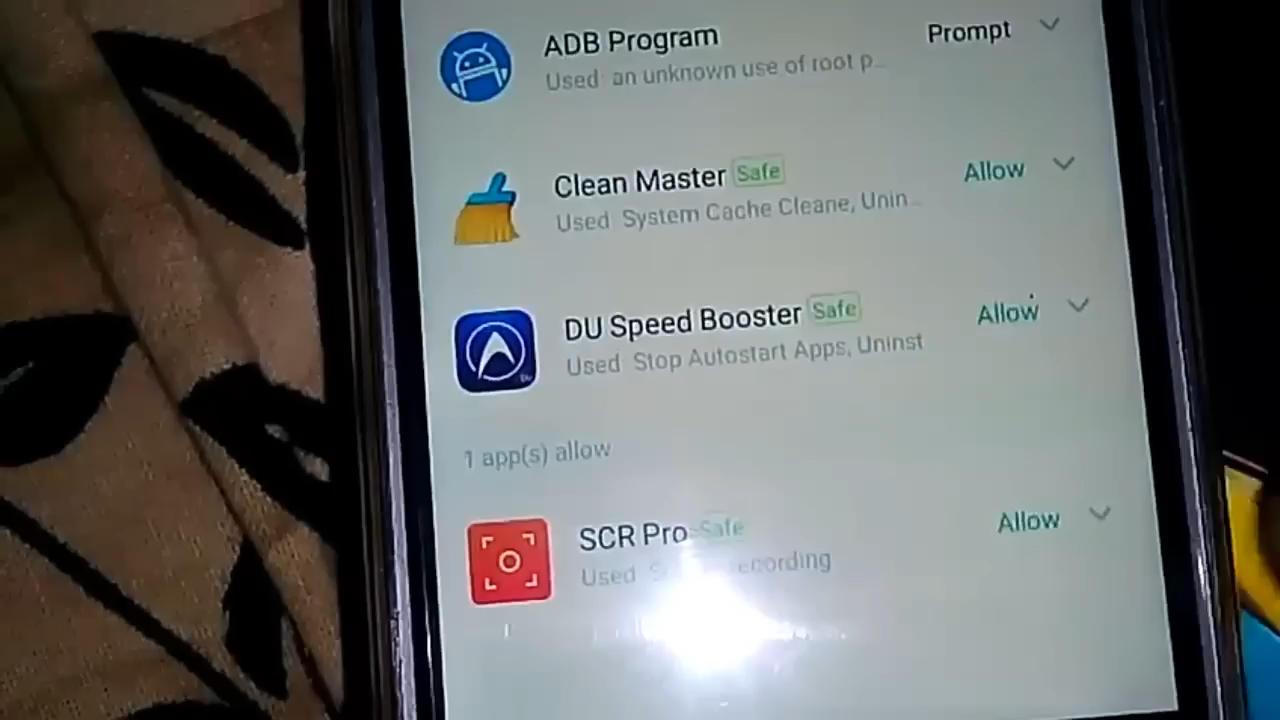 ADB Program
Prompt
Used an unknown use of root p...
Clean Master Safe
Allow
Used System Cache Cleane, Unin...
DU Speed Booster Safe
Allow
Used Stop Autostart Apps, Uninst
1 app(s) allow
SCR Pro Safe
Allow
Used